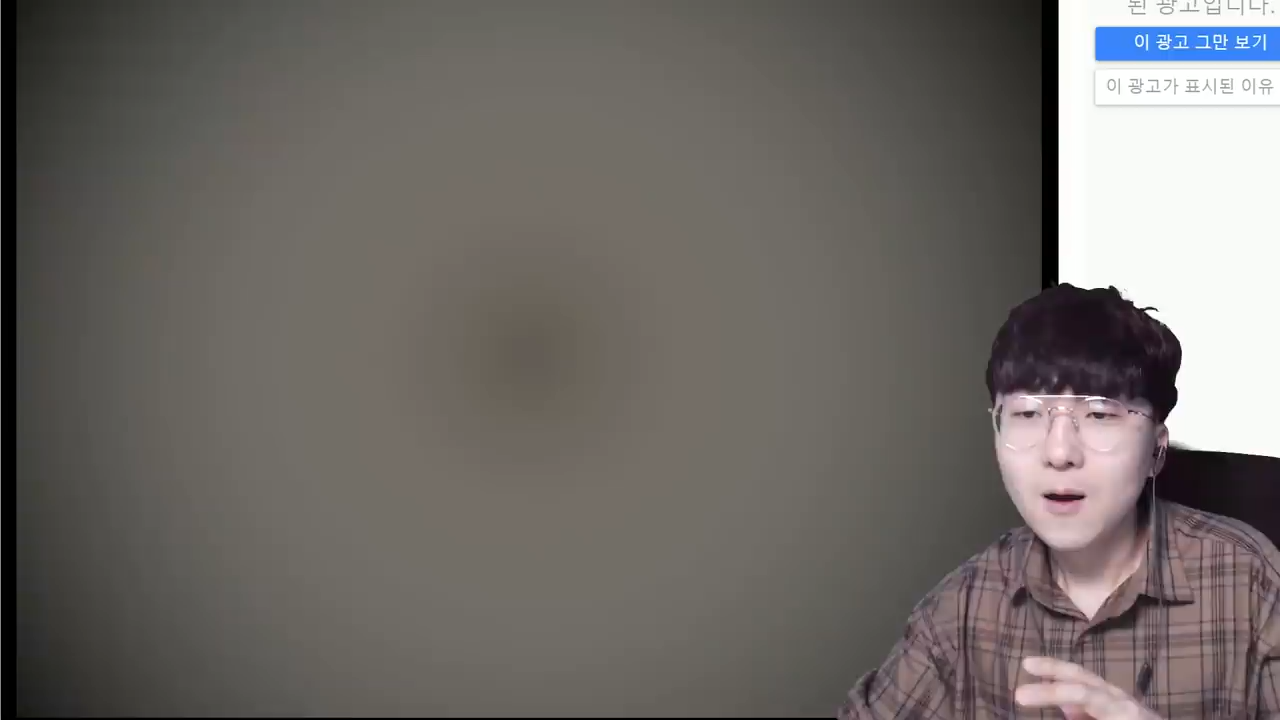 된 광고입니다.
이 광고 그만 보기
이 광고가 표시된 이유